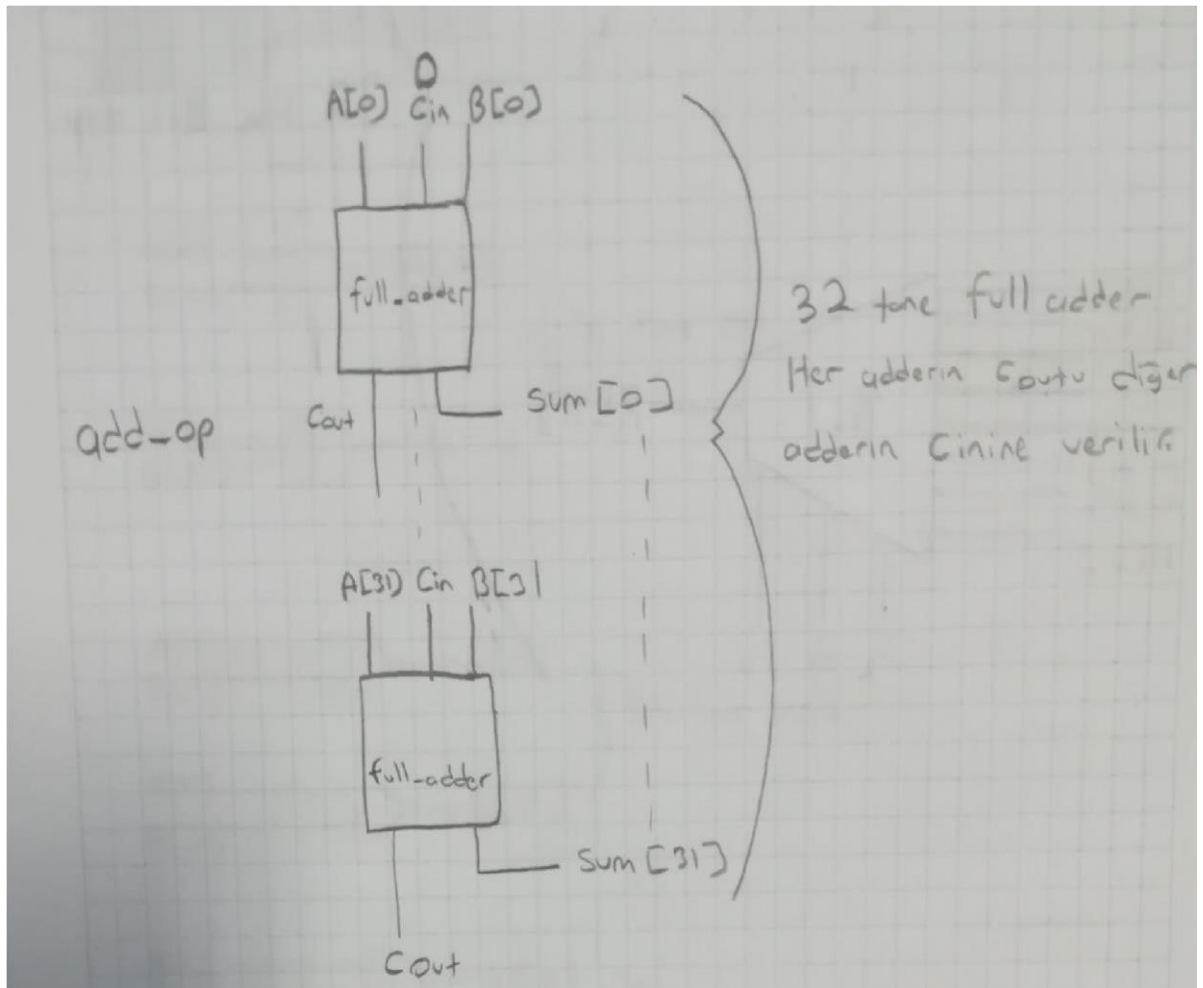 0
A[0] Cin B[0]
full_adder
Cout
Sum [0]
add_op
32 tane full adder
Her adderin Coutu diğer
adderin Cinine verilir.
A[31) Cin B[31
full_adder
Sum [31]
Cout